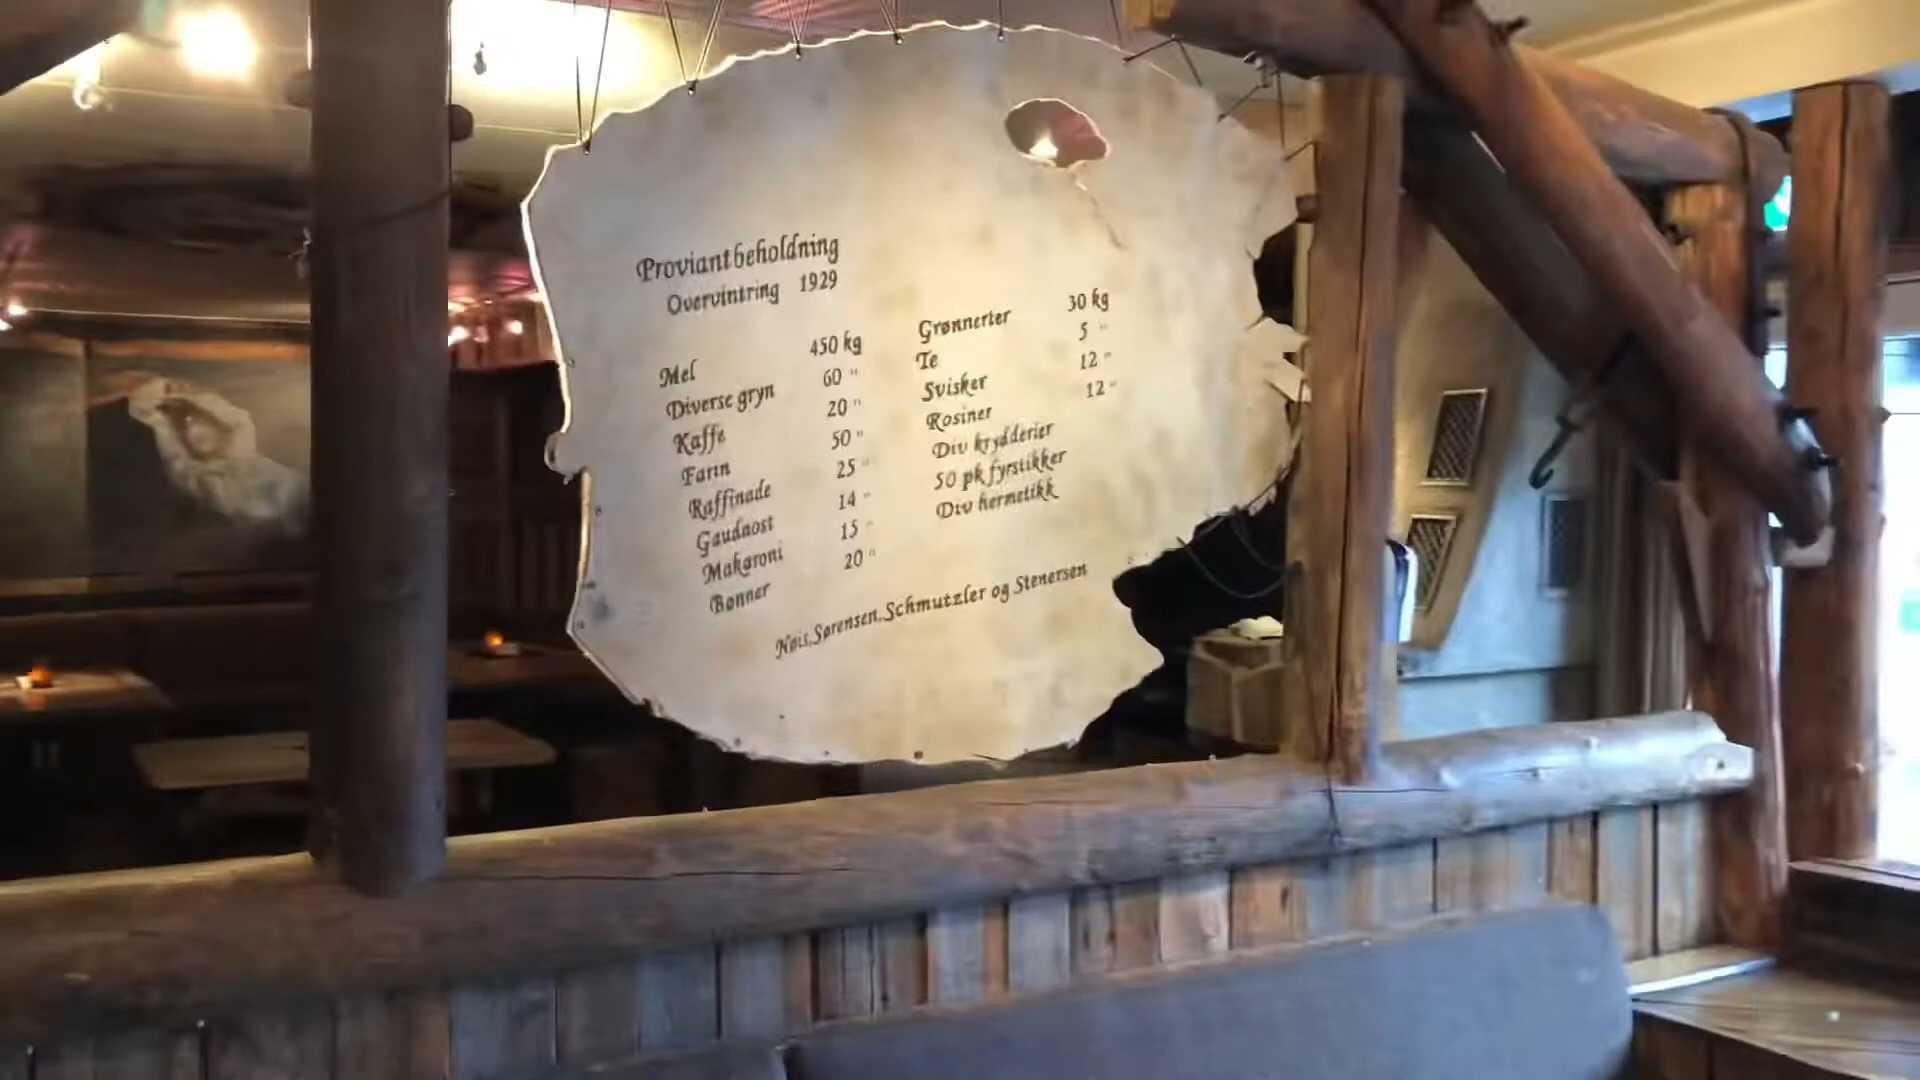 Proviantbeholdning
Overvintring 1929
Mel 450 kg
Diverse gryn 60 "
Kaffe 20 "
Farin 50 "
Raffinade 25 "
Gaudaost 14 "
Makaroni 15 "
Bønner 20 "
Grønnerter 30 kg
Te 5 "
Svisker 12 "
Rosiner 12 "
Div krydderier
50 pk fyrstikker
Div hermetikk
Nøis, Sørensen, Schmutzler og Stenersen